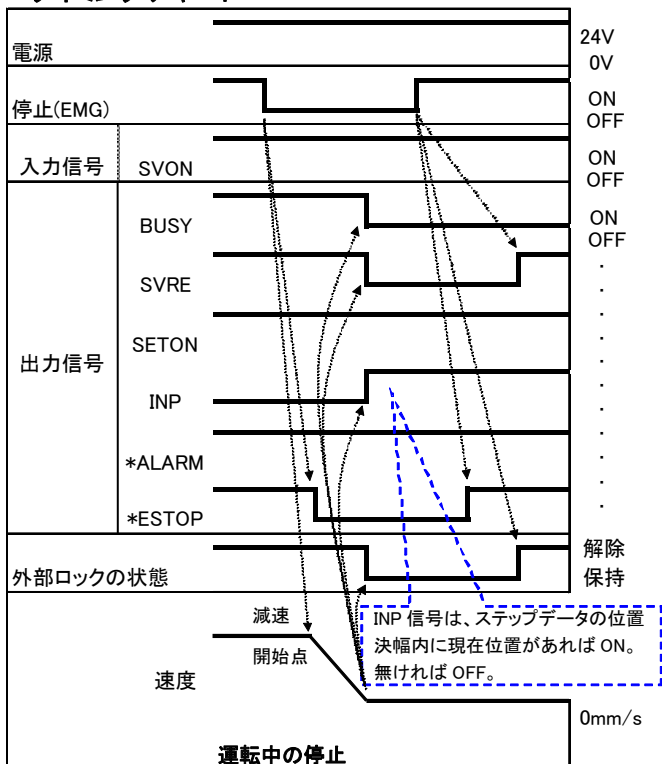 電源
24V
0V
停止(EMG)
ON
OFF
入力信号
SVON
ON
OFF
BUSY
ON
OFF
SVRE
SETON
出力信号
INP
*ALARM
*ESTOP
外部ロックの状態
解除
保持
減速
開始点
INP 信号は、ステップデータの位置
決幅内に現在位置があれば ON。
無ければ OFF。
速度
0mm/s
運転中の停止